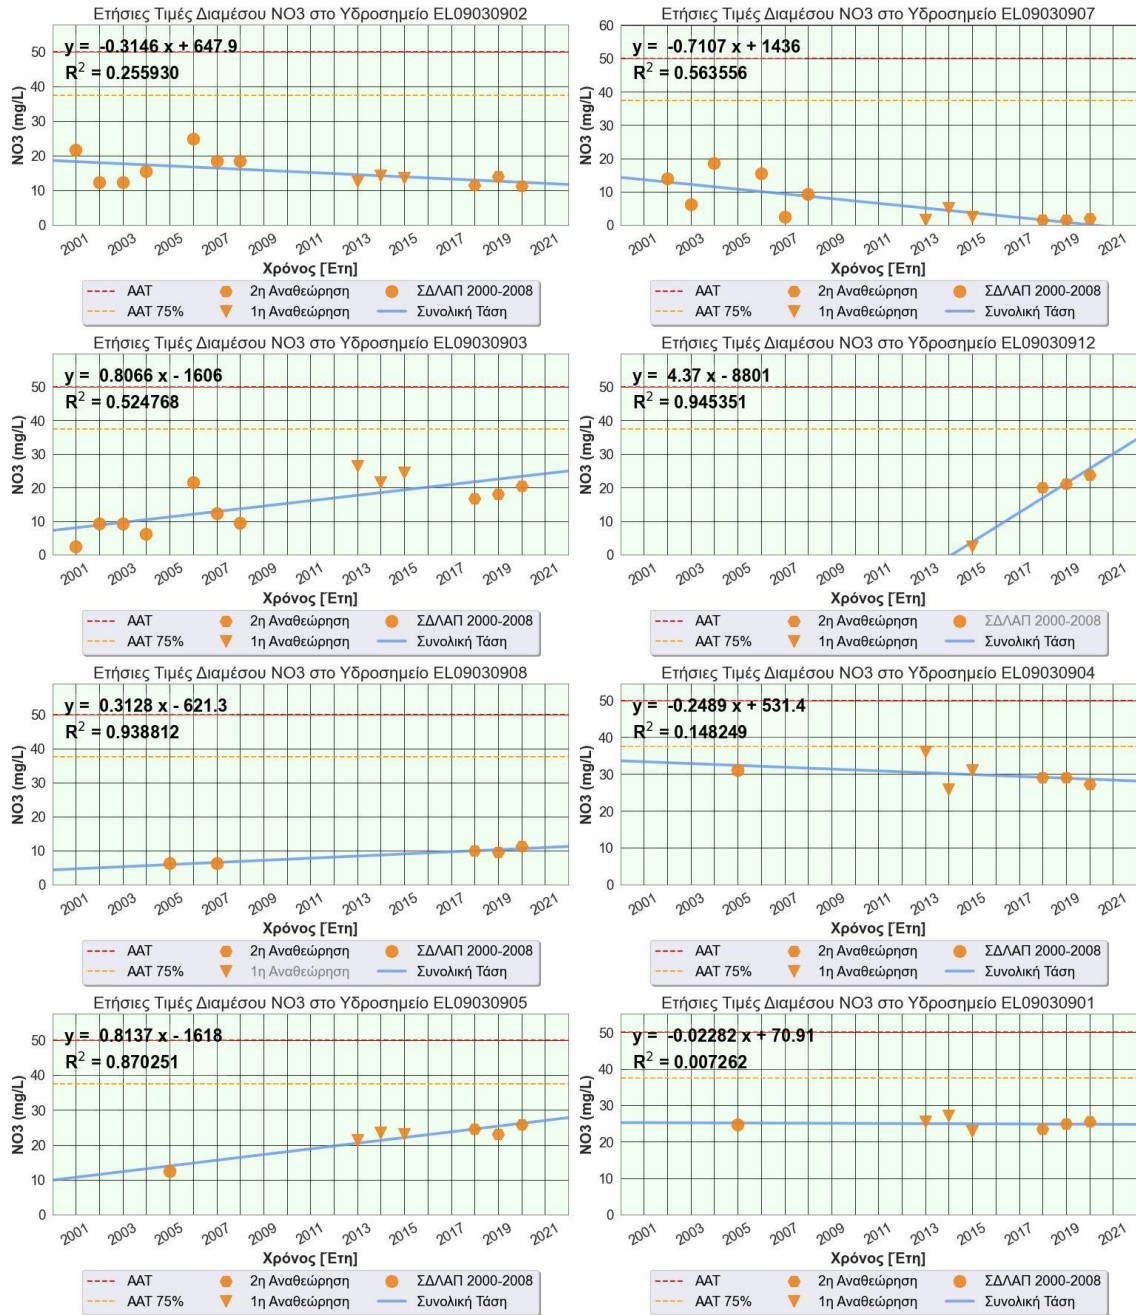 Ετήσιες Τιμές Διαμέσου NO3 στο Υδροσημείο EL09030902
y = -0.3146 x + 647.9
R² = 0.255930
NO3 (mg/L)
50
40
30
20
10
0
2001 2003 2005 2007 2009 2011 2013 2015 2017 2019 2021
Χρόνος [Έτη]
ΑΑΤ 2η Αναθεώρηση ΣΔΛΑΠ 2000-2008
ΑΑΤ 75% 1η Αναθεώρηση Συνολική Τάση
Ετήσιες Τιμές Διαμέσου NO3 στο Υδροσημείο EL09030907
y = -0.7107 x + 1436
R² = 0.563556
NO3 (mg/L)
60
50
40
30
20
10
0
2001 2003 2005 2007 2009 2011 2013 2015 2017 2019 2021
Χρόνος [Έτη]
ΑΑΤ 2η Αναθεώρηση ΣΔΛΑΠ 2000-2008
ΑΑΤ 75% 1η Αναθεώρηση Συνολική Τάση
Ετήσιες Τιμές Διαμέσου NO3 στο Υδροσημείο EL09030903
y = 0.8066 x - 1606
R² = 0.524768
NO3 (mg/L)
50
40
30
20
10
0
2001 2003 2005 2007 2009 2011 2013 2015 2017 2019 2021
Χρόνος [Έτη]
ΑΑΤ 2η Αναθεώρηση ΣΔΛΑΠ 2000-2008
ΑΑΤ 75% 1η Αναθεώρηση Συνολική Τάση
Ετήσιες Τιμές Διαμέσου NO3 στο Υδροσημείο EL09030912
y = 4.37 x - 8801
R² = 0.945351
NO3 (mg/L)
50
40
30
20
10
0
2001 2003 2005 2007 2009 2011 2013 2015 2017 2019 2021
Χρόνος [Έτη]
ΑΑΤ 2η Αναθεώρηση ΣΔΛΑΠ 2000-2008
ΑΑΤ 75% 1η Αναθεώρηση Συνολική Τάση
Ετήσιες Τιμές Διαμέσου NO3 στο Υδροσημείο EL09030908
y = 0.3128 x - 621.3
R² = 0.938812
NO3 (mg/L)
50
40
30
20
10
0
2001 2003 2005 2007 2009 2011 2013 2015 2017 2019 2021
Χρόνος [Έτη]
ΑΑΤ 2η Αναθεώρηση ΣΔΛΑΠ 2000-2008
ΑΑΤ 75% 1η Αναθεώρηση Συνολική Τάση
Ετήσιες Τιμές Διαμέσου NO3 στο Υδροσημείο EL09030904
y = -0.2489 x + 531.4
R² = 0.148249
NO3 (mg/L)
50
40
30
20
10
0
2001 2003 2005 2007 2009 2011 2013 2015 2017 2019 2021
Χρόνος [Έτη]
ΑΑΤ 2η Αναθεώρηση ΣΔΛΑΠ 2000-2008
ΑΑΤ 75% 1η Αναθεώρηση Συνολική Τάση
Ετήσιες Τιμές Διαμέσου NO3 στο Υδροσημείο EL09030905
y = 0.8137 x - 1618
R² = 0.870251
NO3 (mg/L)
50
40
30
20
10
0
2001 2003 2005 2007 2009 2011 2013 2015 2017 2019 2021
Χρόνος [Έτη]
ΑΑΤ 2η Αναθεώρηση ΣΔΛΑΠ 2000-2008
ΑΑΤ 75% 1η Αναθεώρηση Συνολική Τάση
Ετήσιες Τιμές Διαμέσου NO3 στο Υδροσημείο EL09030901
y = -0.02282 x + 70.91
R² = 0.007262
NO3 (mg/L)
50
40
30
20
10
0
2001 2003 2005 2007 2009 2011 2013 2015 2017 2019 2021
Χρόνος [Έτη]
ΑΑΤ 2η Αναθεώρηση ΣΔΛΑΠ 2000-2008
ΑΑΤ 75% 1η Αναθεώρηση Συνολική Τάση